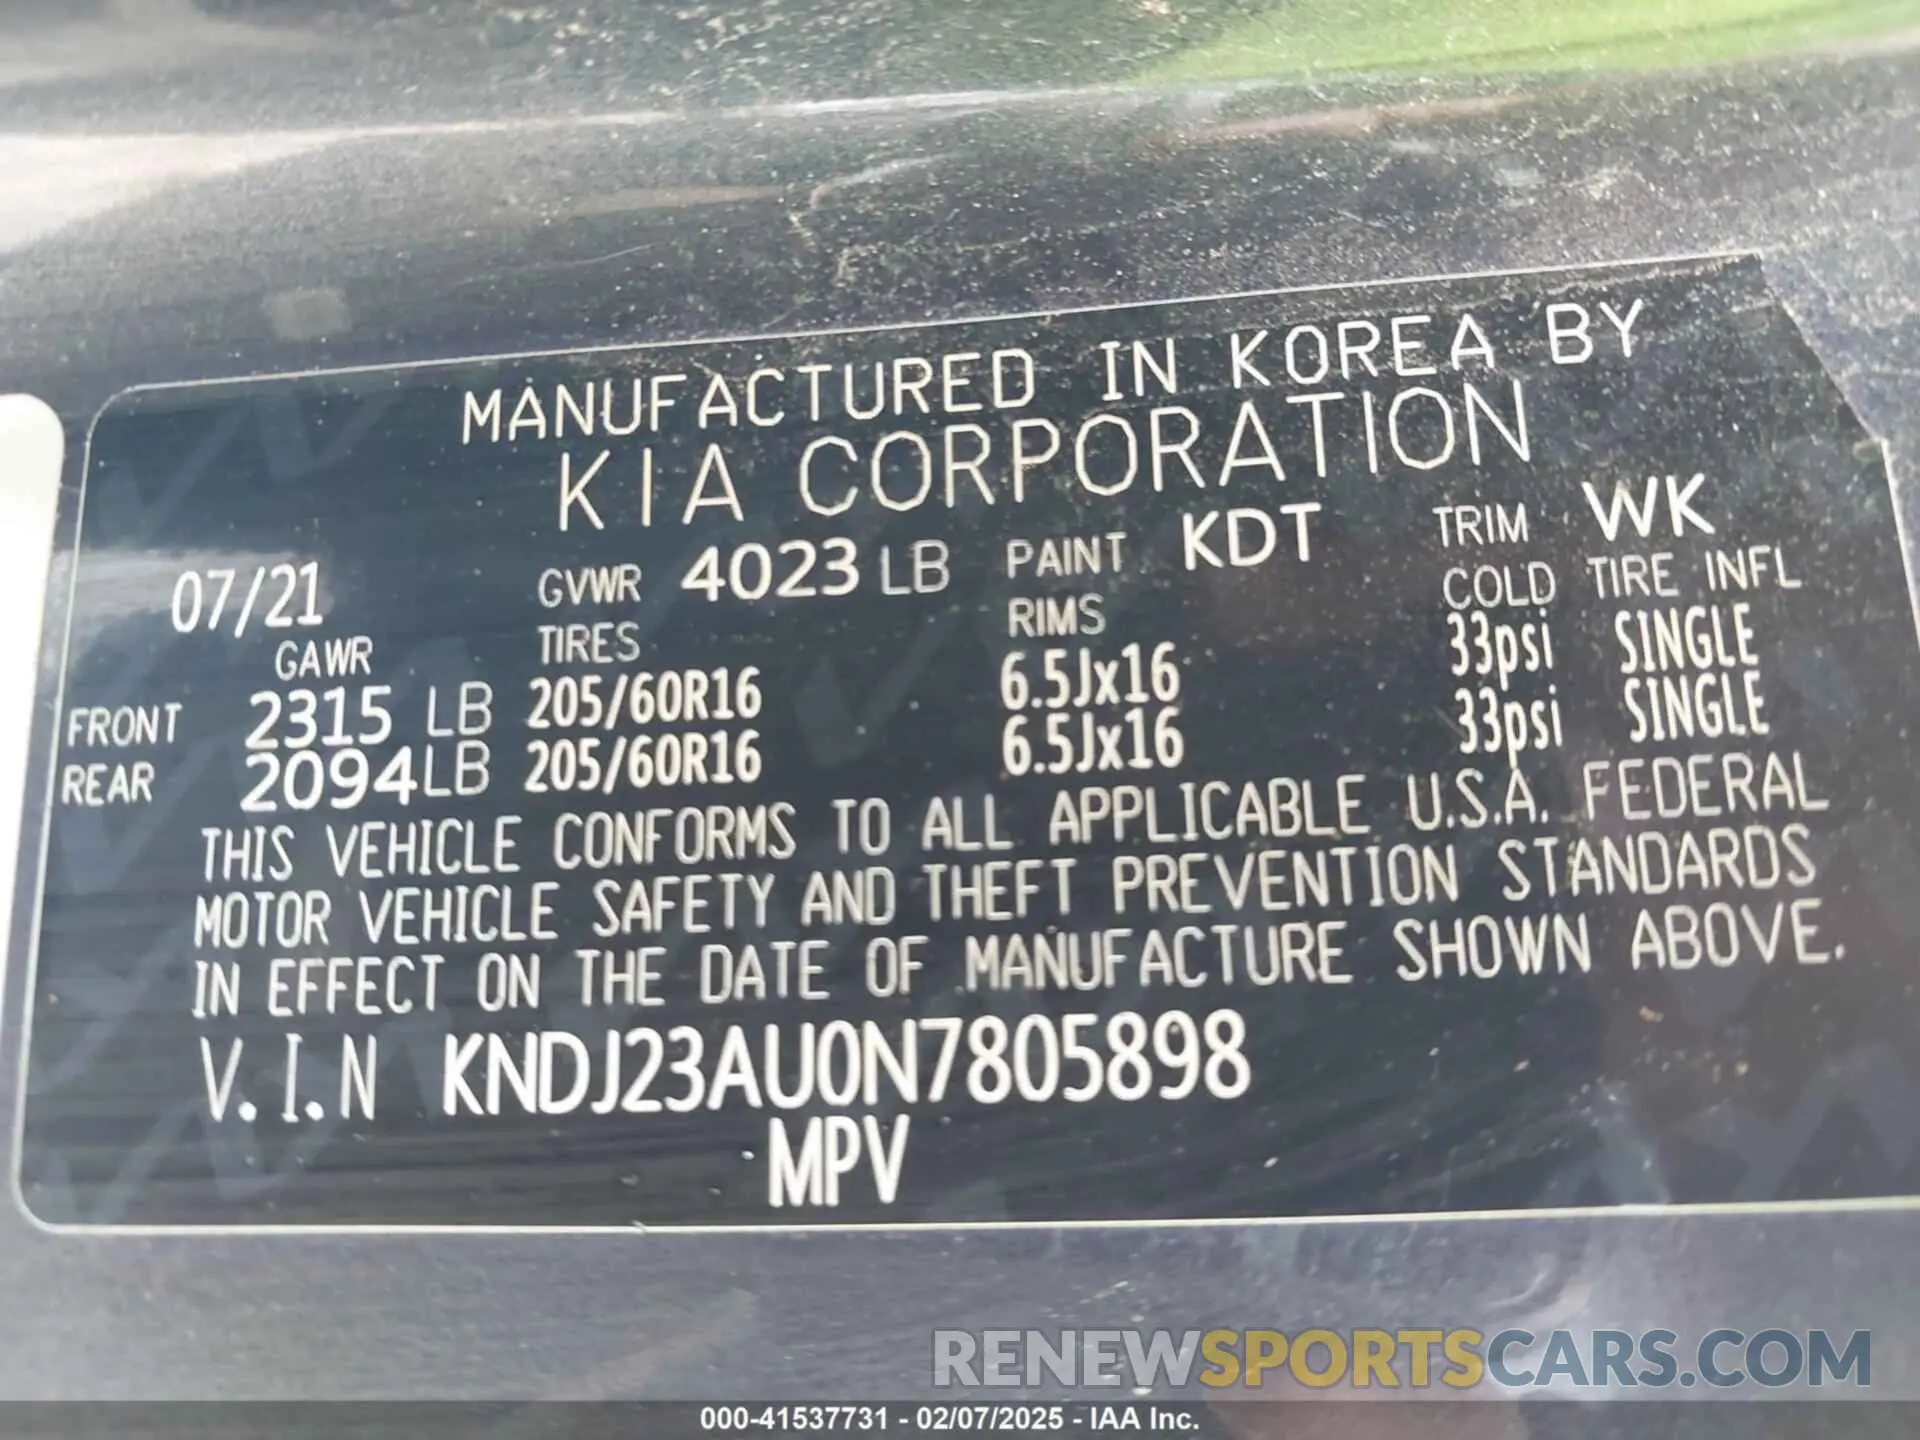 MANUFACTURED IN KOREA BY
KIA CORPORATION
07/21 GVWR 4023 LB PAINT KDT TRIM WK
GAWR TIRES RIMS COLD TIRE INFL
FRONT 2315 LB 205/60R16 6.5Jx16 33psi SINGLE
REAR 2094 LB 205/60R16 6.5Jx16 33psi SINGLE
THIS VEHICLE CONFORMS TO ALL APPLICABLE U.S.A. FEDERAL
MOTOR VEHICLE SAFETY AND THEFT PREVENTION STANDARDS
IN EFFECT ON THE DATE OF MANUFACTURE SHOWN ABOVE.
V.I.N KNDJ23AU0N7805898
MPV
RENEWSPORTSCARS.COM
000-41537731 - 02/07/2025 - IAA Inc.